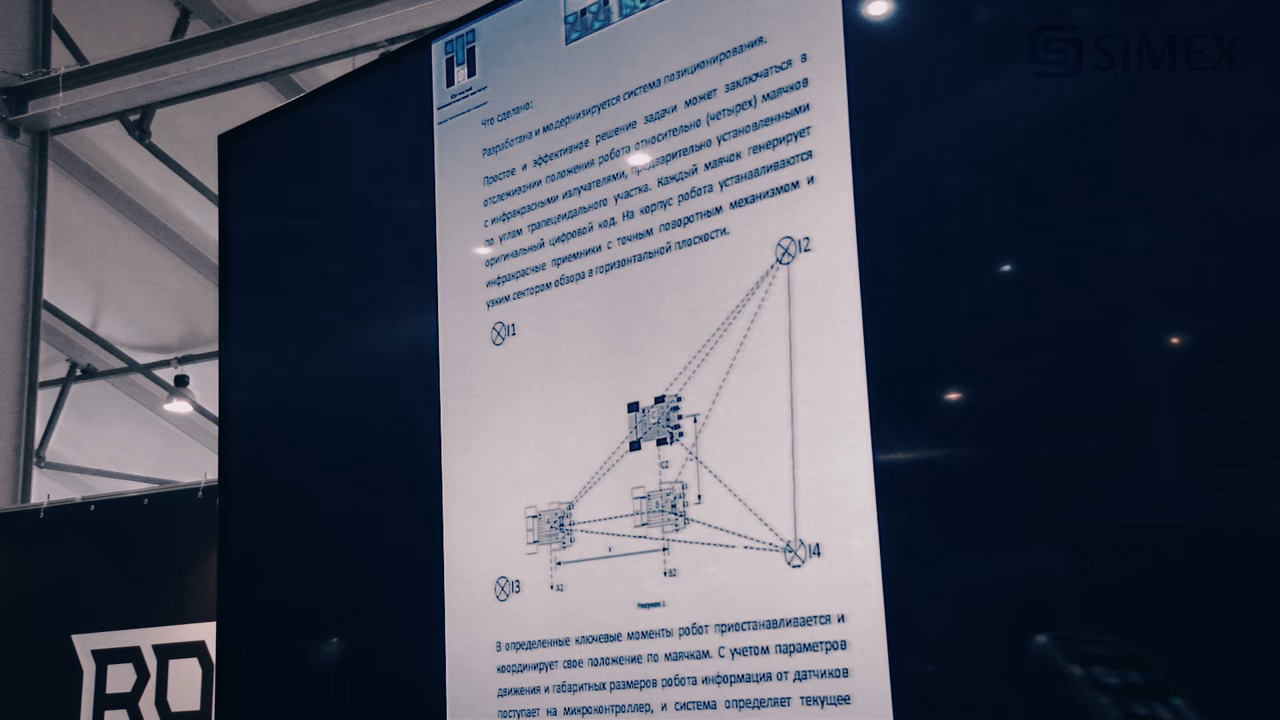 SIMEX
Что сделано:
Разработана и модернизируется система позиционирования.
Простое и эффективное решение задачи может заключаться в
отслеживании положения робота относительно (четырех) маячков
с инфракрасными излучателями, предварительно установленными
по углам трапецеидального участка. Каждый маячок генерирует
оригинальный цифровой код. На корпус робота устанавливаются
инфракрасные приемники с точным поворотным механизмом и
узким сектором обзора в горизонтальной плоскости.
I2
I1
C2
I4
x
I3
A2
B2
Рисунок 1
В определенные ключевые моменты робот приостанавливается и
координирует свое положение по маячкам. С учетом параметров
движения и габаритных размеров робота информация от датчиков
поступает на микроконтроллер, и система определяет текущее
RO